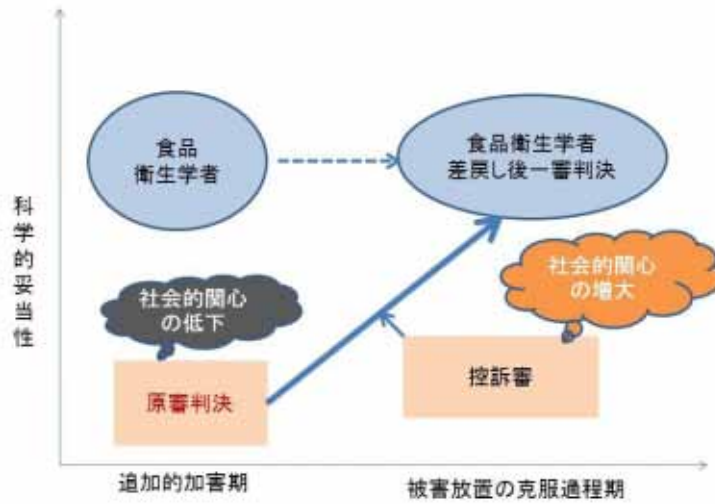 食品
衛生学者
食品衛生学者
差戻し後一審判決
科学的妥当性
社会的関心
の低下
社会的関心
の増大
原審判決
控訴審
追加的加害期
被害放置の克服過程期